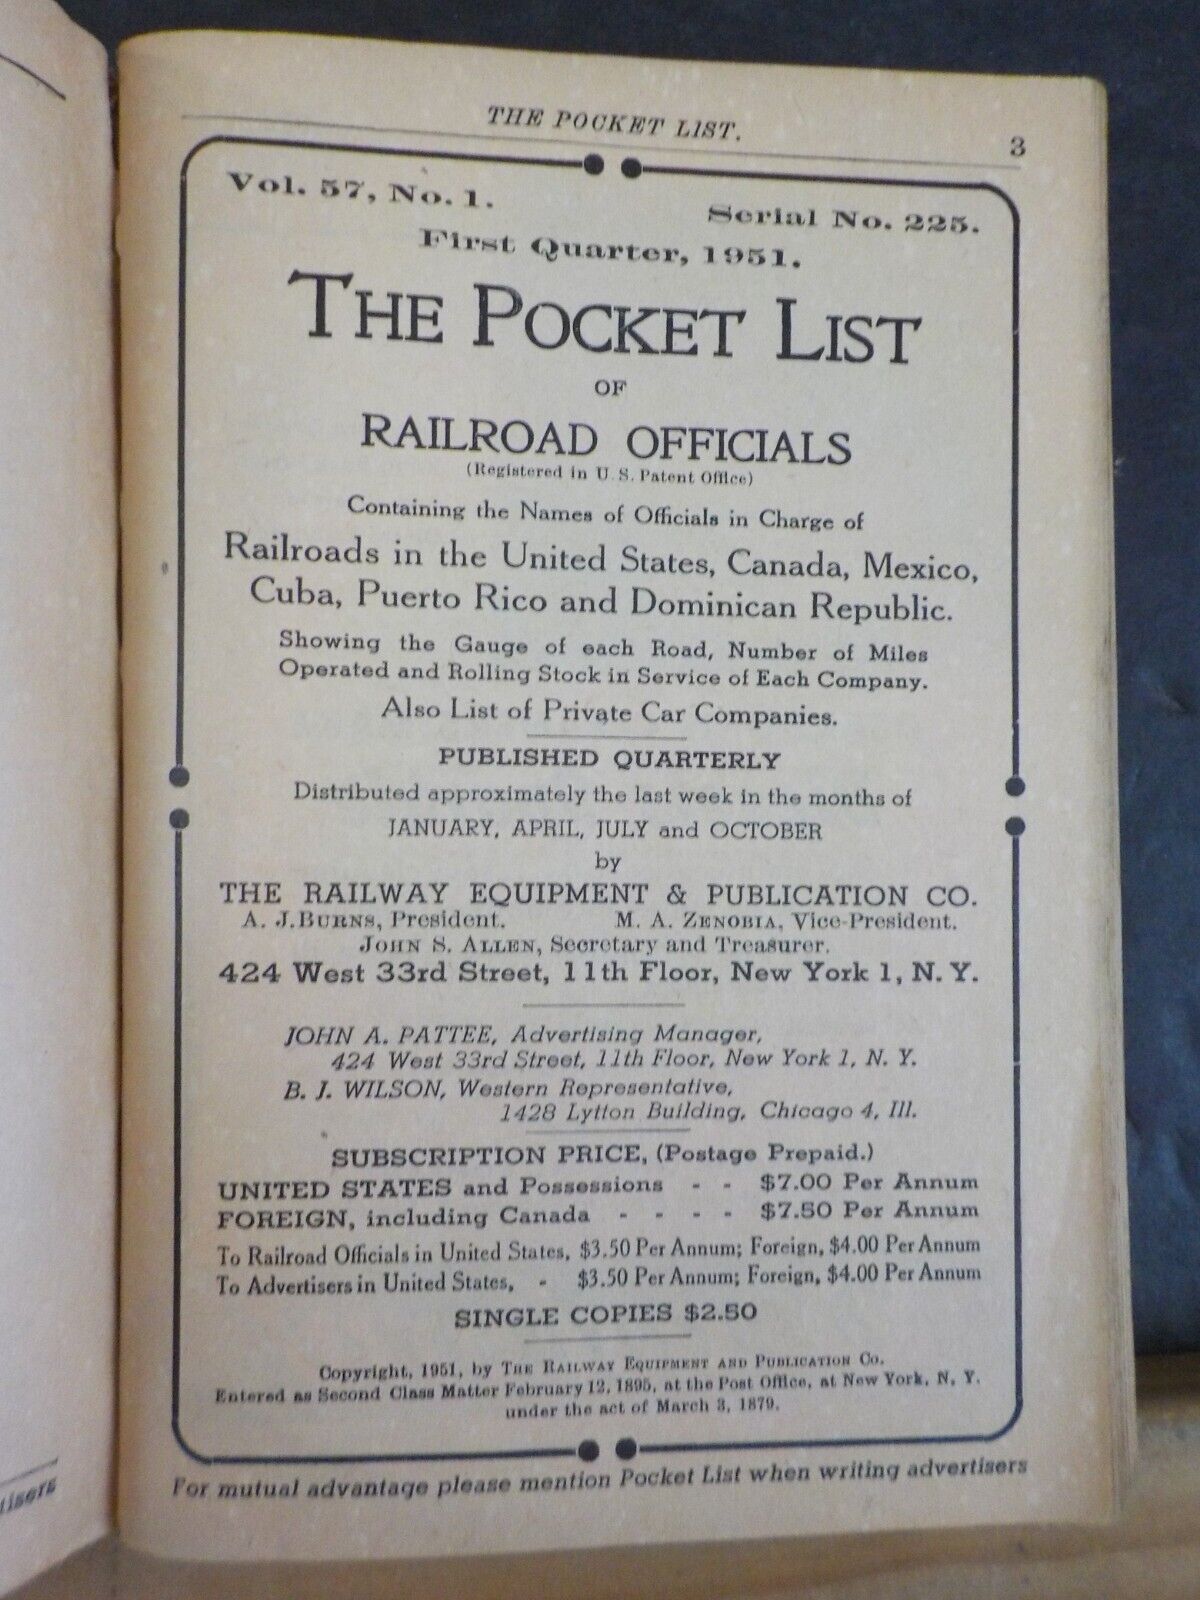 THE POCKET LIST.
3
Vol. 57, No. 1.
Serial No. 225.
First Quarter, 1951.
THE POCKET LIST
OF
RAILROAD OFFICIALS
(Registered in U. S. Patent Office)
Containing the Names of Officials in Charge of
Railroads in the United States, Canada, Mexico,
Cuba, Puerto Rico and Dominican Republic.
Showing the Gauge of each Road, Number of Miles
Operated and Rolling Stock in Service of Each Company.
Also List of Private Car Companies.
PUBLISHED QUARTERLY
Distributed approximately the last week in the months of
JANUARY, APRIL, JULY and OCTOBER
by
THE RAILWAY EQUIPMENT & PUBLICATION CO.
A. J. BURNS, President. M. A. ZENOBIA, Vice-President.
JOHN S. ALLEN, Secretary and Treasurer.
424 West 33rd Street, 11th Floor, New York 1, N. Y.
JOHN A. PATTEE, Advertising Manager,
424 West 33rd Street, 11th Floor, New York 1, N. Y.
B. J. WILSON, Western Representative,
1428 Lytton Building, Chicago 4, Ill.
SUBSCRIPTION PRICE, (Postage Prepaid.)
UNITED STATES and Possessions - - $7.00 Per Annum
FOREIGN, including Canada - - - - $7.50 Per Annum
To Railroad Officials in United States, $3.50 Per Annum; Foreign, $4.00 Per Annum
To Advertisers in United States, - $3.50 Per Annum; Foreign, $4.00 Per Annum
SINGLE COPIES $2.50
Copyright, 1951, by THE RAILWAY EQUIPMENT AND PUBLICATION CO.
Entered as Second Class Matter February 12, 1895, at the Post Office, at New York, N. Y.
under the act of March 3, 1879.
For mutual advantage please mention Pocket List when writing advertisers